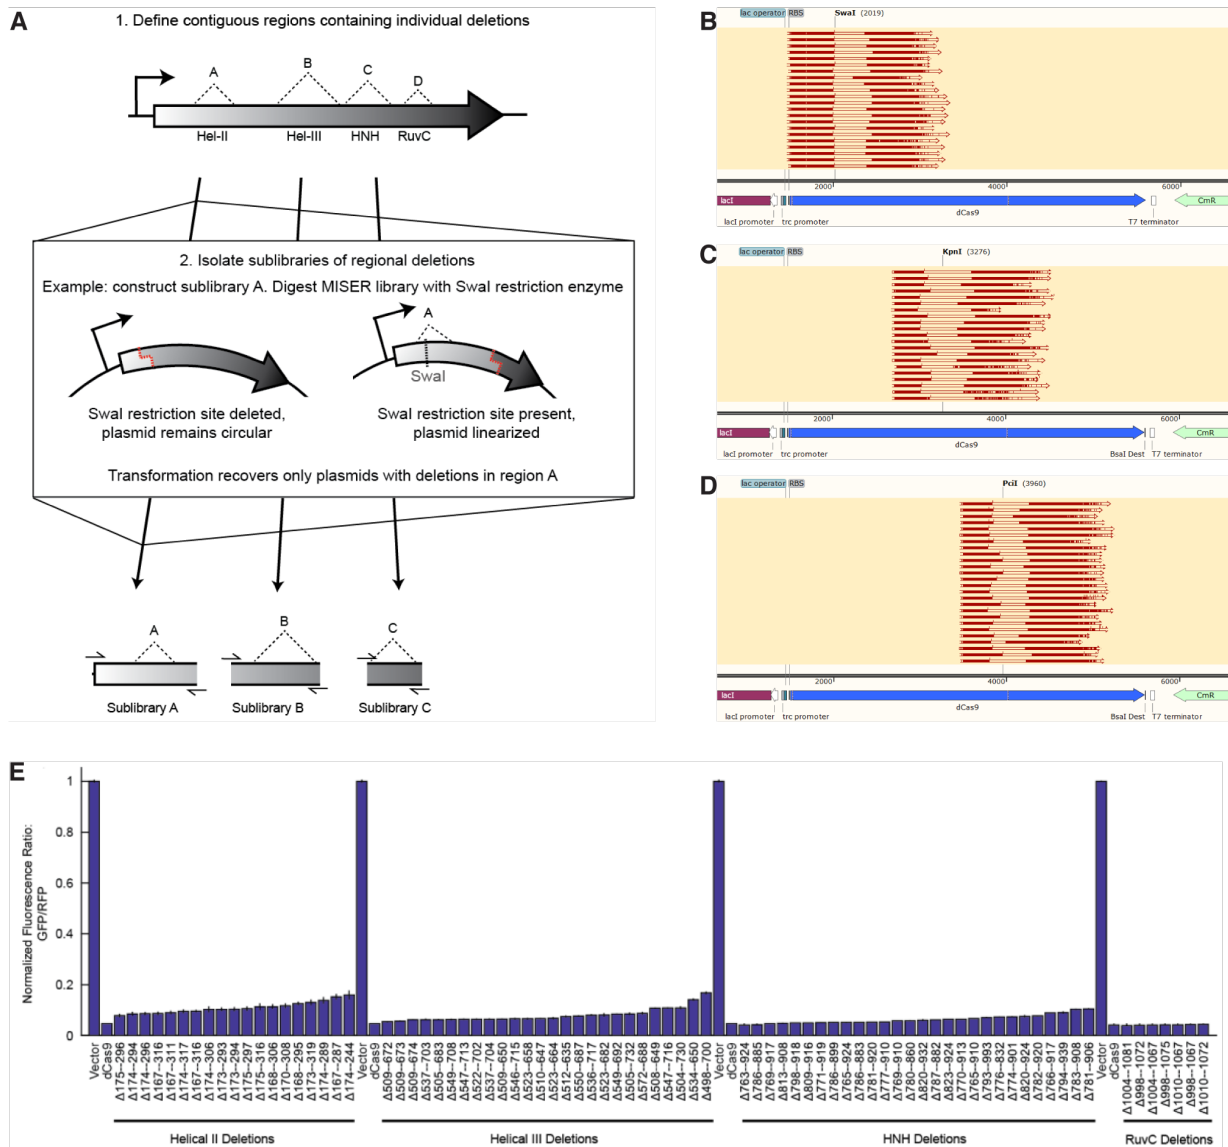 A
1. Define contiguous regions containing individual deletions
A
B
C
D
Hel-II
Hel-III
HNH
RuvC
2. Isolate sublibraries of regional deletions
Example: construct sublibrary A. Digest MISER library with SwaI restriction enzyme
A
SwaI
SwaI restriction site deleted,
plasmid remains circular
SwaI restriction site present,
plasmid linearized
Transformation recovers only plasmids with deletions in region A
A
B
C
Sublibrary A
Sublibrary B
Sublibrary C
B
lac operator
RBS
SwaI (2019)
2000
4000
6000
lacI
dCas9
CmR
lacI promoter
trc promoter
T7 terminator
C
lac operator
RBS
KpnI (3276)
2000
4000
6000
lacI
dCas9
CmR
lacI promoter
trc promoter
BsaI Dest
T7 terminator
D
lac operator
RBS
PciI (3960)
2000
4000
6000
lacI
dCas9
CmR
lacI promoter
trc promoter
BsaI Dest
T7 terminator
E
Normalized Fluorescence Ratio:
GFP/RFP
1
0.8
0.6
0.4
0.2
0
Vector
dCas9
Δ175–296
Δ174–294
Δ174–296
Δ167–316
Δ167–311
Δ174–317
Δ174–316
Δ167–316
Δ174–306
Δ173–293
Δ173–294
Δ175–297
Δ175–316
Δ168–306
Δ170–308
Δ168–295
Δ173–319
Δ174–289
Δ167–287
Δ174–244
Vector
dCas9
Δ509–672
Δ509–673
Δ509–674
Δ537–703
Δ505–683
Δ549–708
Δ547–713
Δ522–702
Δ537–704
Δ509–650
Δ546–715
Δ523–658
Δ510–647
Δ523–664
Δ512–635
Δ550–687
Δ536–717
Δ523–682
Δ549–692
Δ505–732
Δ572–688
Δ508–649
Δ547–716
Δ504–730
Δ534–650
Δ498–700
Vector
dCas9
Δ763–924
Δ786–885
Δ769–917
Δ813–908
Δ798–918
Δ809–916
Δ771–919
Δ786–899
Δ765–924
Δ786–883
Δ781–920
Δ777–910
Δ769–910
Δ780–860
Δ820–932
Δ787–882
Δ823–924
Δ770–913
Δ765–910
Δ793–993
Δ776–832
Δ774–901
Δ820–924
Δ782–920
Δ766–917
Δ794–939
Δ783–908
Δ781–906
Vector
dCas9
Δ1004--1081
Δ998--1072
Δ1004--1067
Δ998--1075
Δ1010--1067
Δ998--1067
Δ1010--1072
Helical II Deletions
Helical III Deletions
HNH Deletions
RuvC Deletions